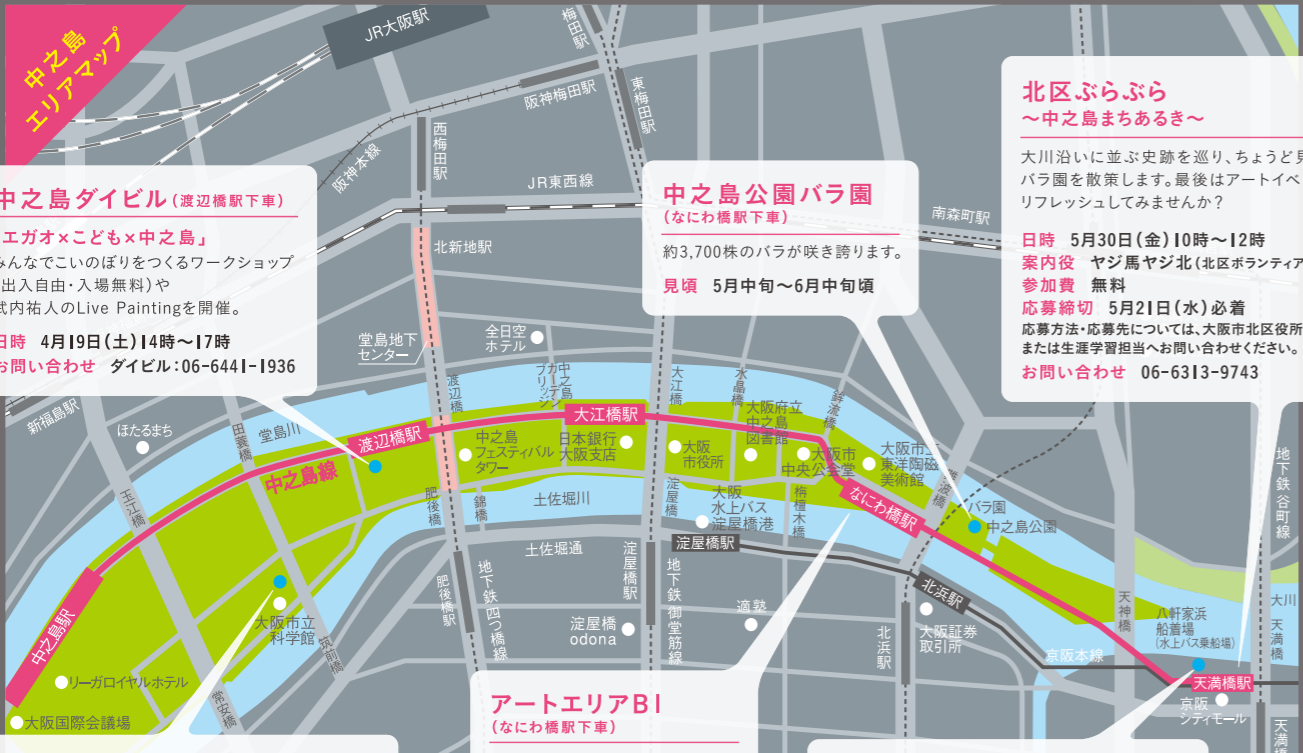 中之島
エリアマップ
JR大阪駅
梅田駅
阪神梅田駅
東梅田駅
西梅田駅
阪神本線
JR東西線
北新地駅
南森町駅
中之島ダイビル(渡辺橋駅下車)
エガオ×こども×中之島」
みんなでこいのぼりをつくるワークショップ
出入自由・入場無料)や
武内祐人のLive Paintingを開催。
日時 4月19日(土)14時〜17時
お問い合わせ ダイビル:06-6441-1936
中之島公園バラ園
(なにわ橋駅下車)
約3,700株のバラが咲き誇ります。
見頃 5月中旬〜6月中旬頃
北区ぶらぶら
〜中之島まちあるき〜
大川沿いに並ぶ史跡を巡り、ちょうど見
バラ園を散策します。最後はアートイベ
リフレッシュしてみませんか?
日時 5月30日(金)10時〜12時
案内役 ヤジ馬ヤジ北(北区ボランティア
参加費 無料
応募締切 5月21日(水)必着
応募方法・応募先については、大阪市北区役所
または生涯学習担当へお問い合わせください。
お問い合わせ 06-6313-9743
堂島地下
センター
全日空
ホテル
新福島駅
ほたるまち
田蓑橋
堂島川
渡辺橋
中之島
ガーデン
ブリッジ
大江橋
水晶橋
鉾流橋
渡辺橋駅
大江橋駅
中之島線
中之島
フェスティバル
タワー
日本銀行
大阪支店
大阪
市役所
大阪府立
中之島
図書館
大阪市
中央公会堂
大阪市立
東洋陶磁
美術館
難波橋
なにわ橋駅
バラ園
中之島公園
地下鉄谷町線
玉江橋
肥後橋
錦橋
土佐堀川
淀屋橋
大阪
水上バス
淀屋橋港
栴檀木橋
土佐堀通
淀屋橋駅
淀屋橋駅
北浜駅
中之島駅
大阪市立
科学館
筑前橋
肥後橋駅
地下鉄四つ橋線
淀屋橋
odona
地下鉄御堂筋線
適塾
北浜駅
大阪証券
取引所
天神橋
八軒家浜
船着場
(水上バス乗船場)
大川
天満橋
京阪本線
天満橋駅
京阪
シティモール
天満橋
リーガロイヤルホテル
大阪国際会議場
常安橋
アートエリアB1
(なにわ橋駅下車)